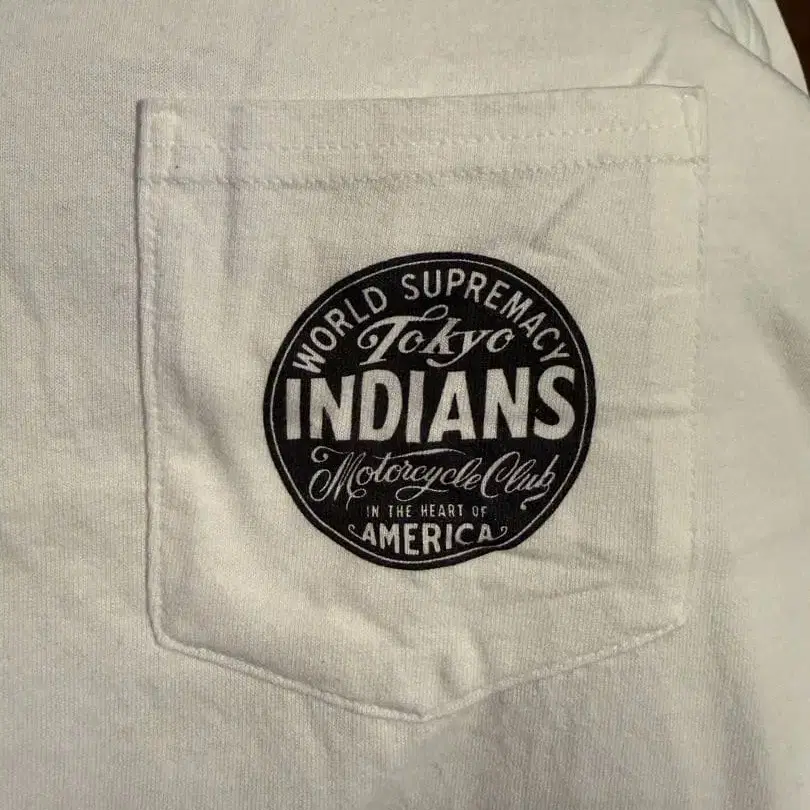 WORLD SUPREMACY
Tokyo
INDIANS
Motorcycle Club
IN THE HEART OF
AMERICA